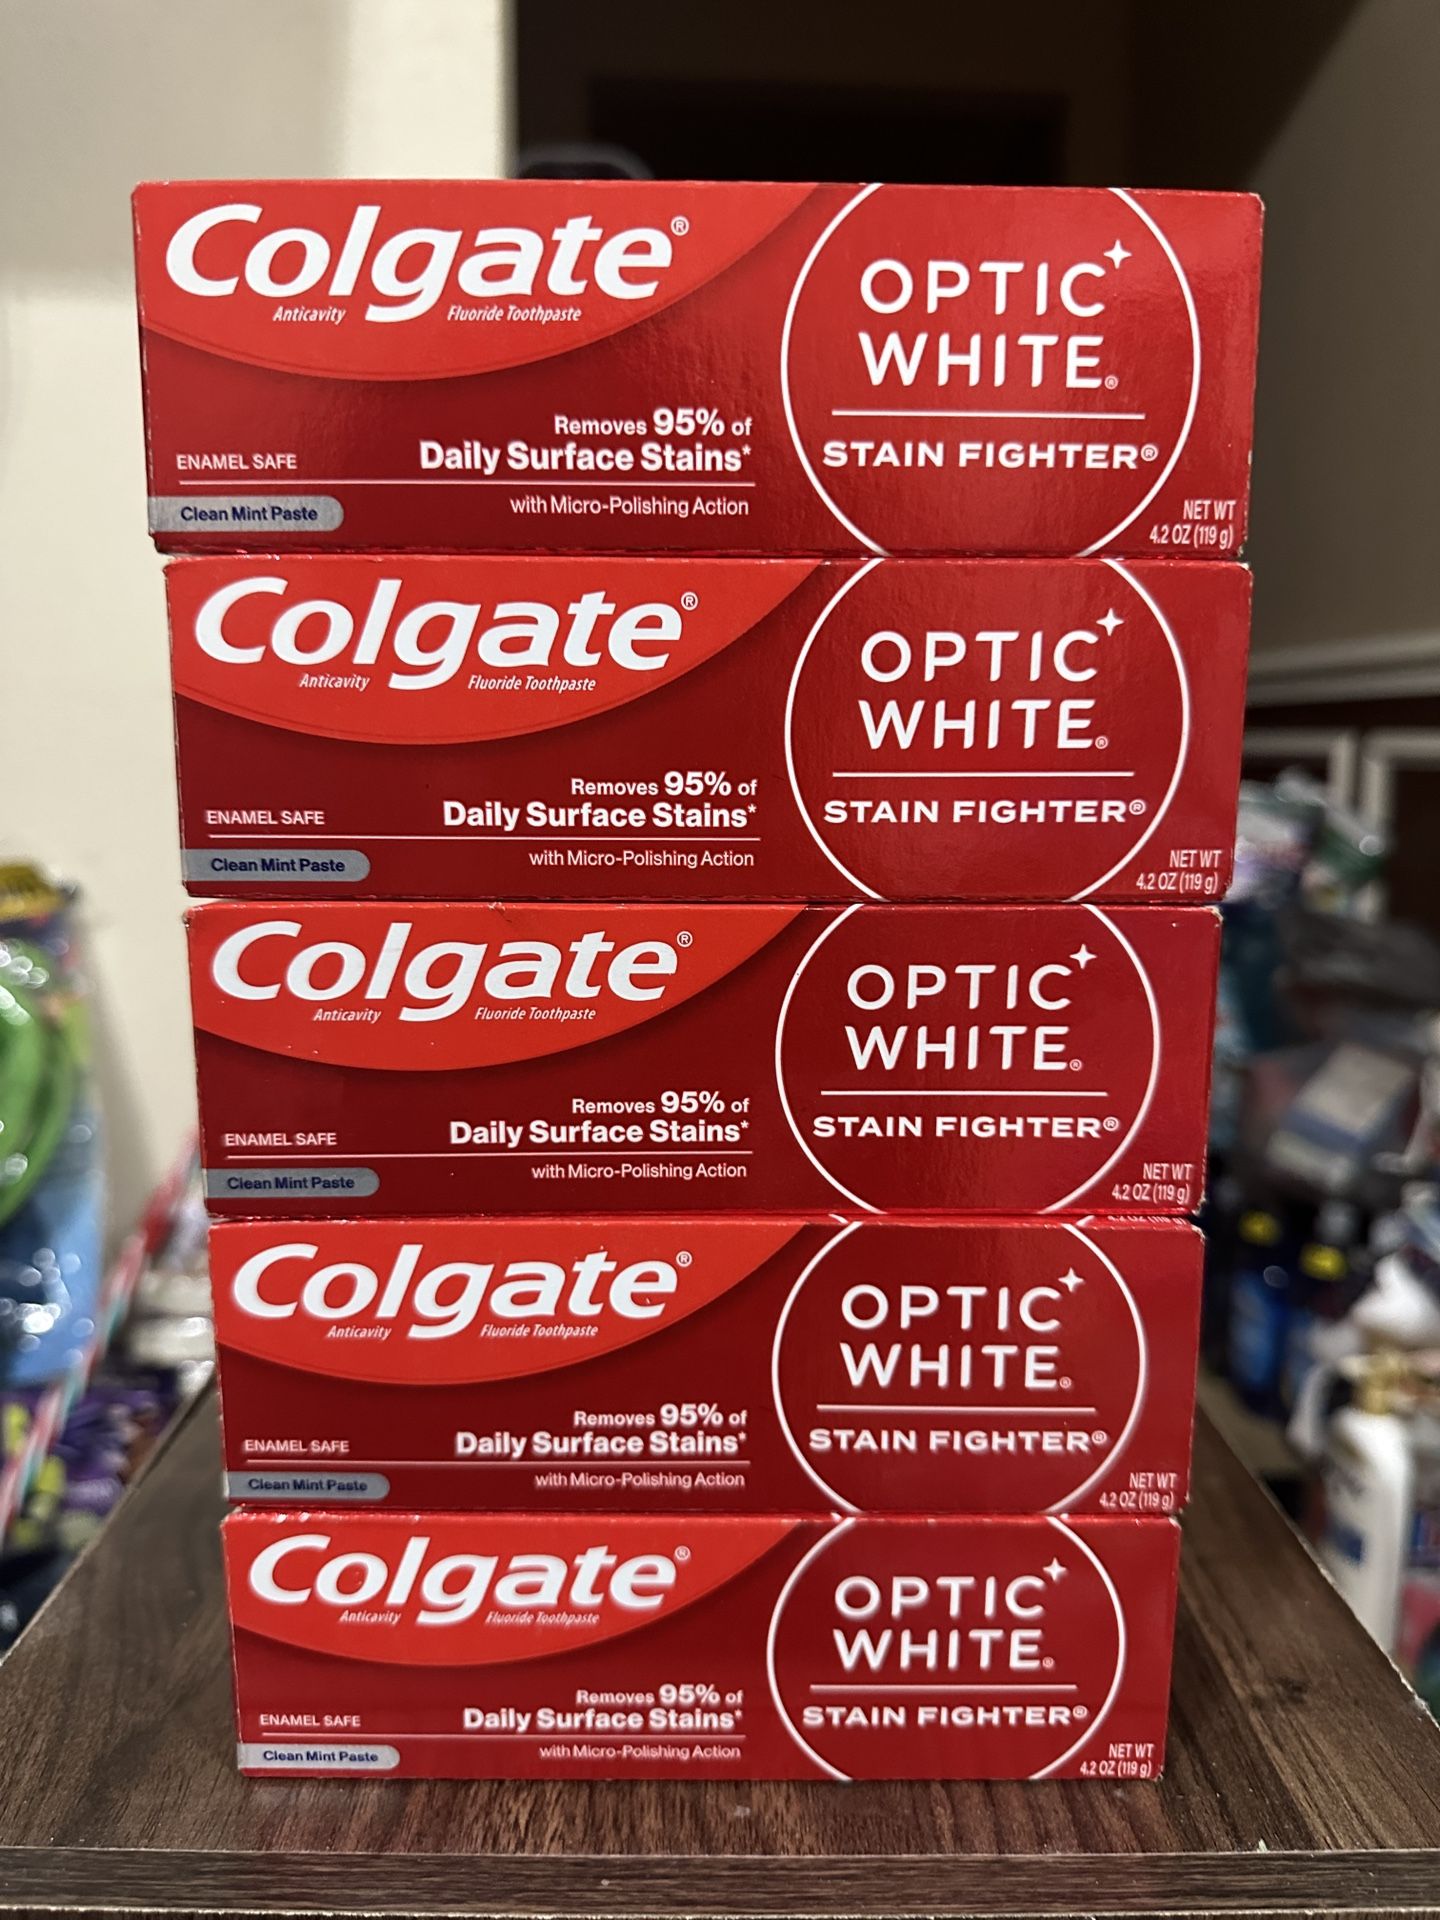 Colgate®
Anticavity Fluoride Toothpaste
OPTIC
WHITE®
STAIN FIGHTER®
Removes 95% of
Daily Surface Stains*
with Micro-Polishing Action
ENAMEL SAFE
Clean Mint Paste
NET WT
4.2 OZ (119 g)
Colgate®
Anticavity Fluoride Toothpaste
OPTIC
WHITE®
STAIN FIGHTER®
Removes 95% of
Daily Surface Stains*
with Micro-Polishing Action
ENAMEL SAFE
Clean Mint Paste
NET WT
4.2 OZ (119 g)
Colgate®
Anticavity Fluoride Toothpaste
OPTIC
WHITE®
STAIN FIGHTER®
Removes 95% of
Daily Surface Stains*
with Micro-Polishing Action
ENAMEL SAFE
Clean Mint Paste
NET WT
4.2 OZ (119 g)
Colgate®
Anticavity Fluoride Toothpaste
OPTIC
WHITE®
STAIN FIGHTER®
Removes 95% of
Daily Surface Stains*
with Micro-Polishing Action
ENAMEL SAFE
Clean Mint Paste
NET WT
4.2 OZ (119 g)
Colgate®
Anticavity Fluoride Toothpaste
OPTIC
WHITE®
STAIN FIGHTER®
Removes 95% of
Daily Surface Stains*
with Micro-Polishing Action
ENAMEL SAFE
Clean Mint Paste
NET WT
4.2 OZ (119 g)